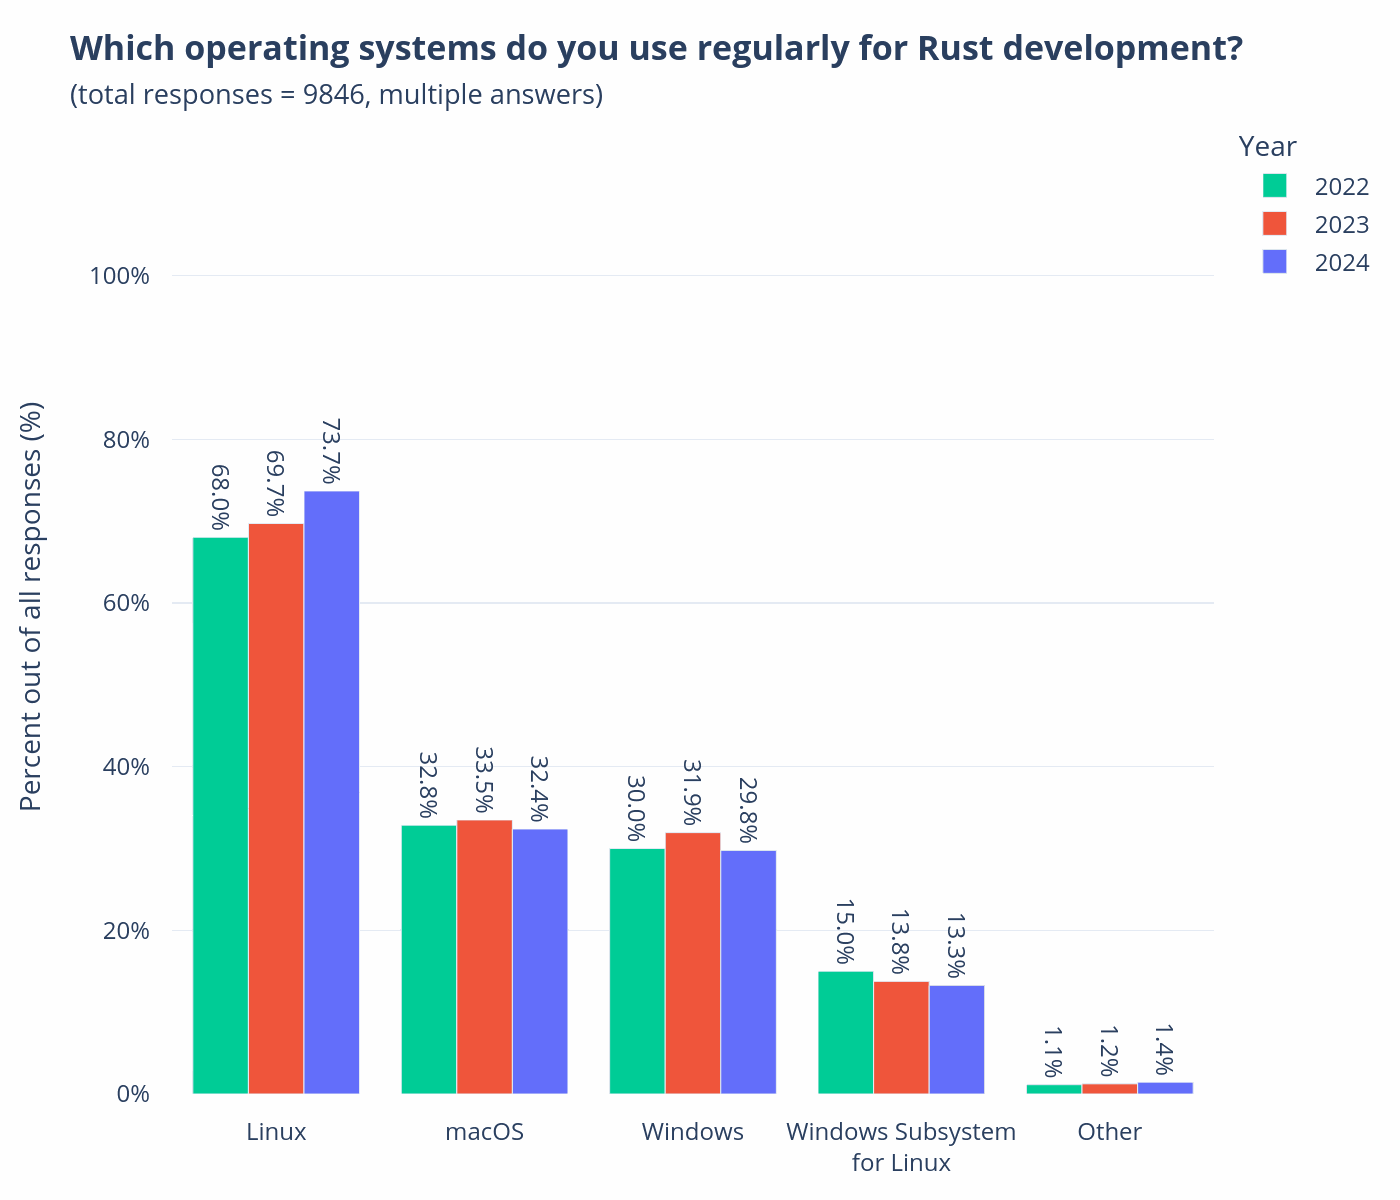 Which operating systems do you use regularly for Rust development?
(total responses = 9846, multiple answers)
Year
2022
2023
2024
Percent out of all responses (%)
100%
80%
60%
40%
20%
0%
68.0%
69.7%
73.7%
32.8%
33.5%
32.4%
30.0%
31.9%
29.8%
15.0%
13.8%
13.3%
1.1%
1.2%
1.4%
Linux
macOS
Windows
Windows Subsystem
for Linux
Other